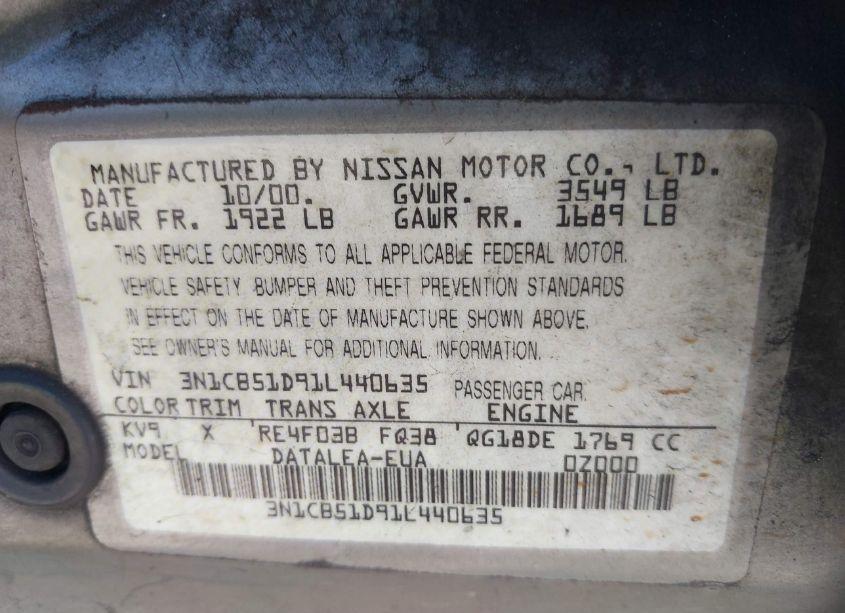 MANUFACTURED BY NISSAN MOTOR CO., LTD.
DATE 10/00. GVWR. 3549 LB
GAWR FR. 1922 LB GAWR RR. 1689 LB
THIS VEHICLE CONFORMS TO ALL APPLICABLE FEDERAL MOTOR.
VEHICLE SAFETY, BUMPER AND THEFT PREVENTION STANDARDS
IN EFFECT ON THE DATE OF MANUFACTURE SHOWN ABOVE.
SEE OWNER'S MANUAL FOR ADDITIONAL INFORMATION.
VIN 3N1CB51D91L440635 PASSENGER CAR.
COLOR TRIM TRANS AXLE ENGINE
KV9 X RE4F03B FQ38 QG18DE 1769 CC
MODEL DATALEA-EUA 0Z000
3N1CB51D91L440635